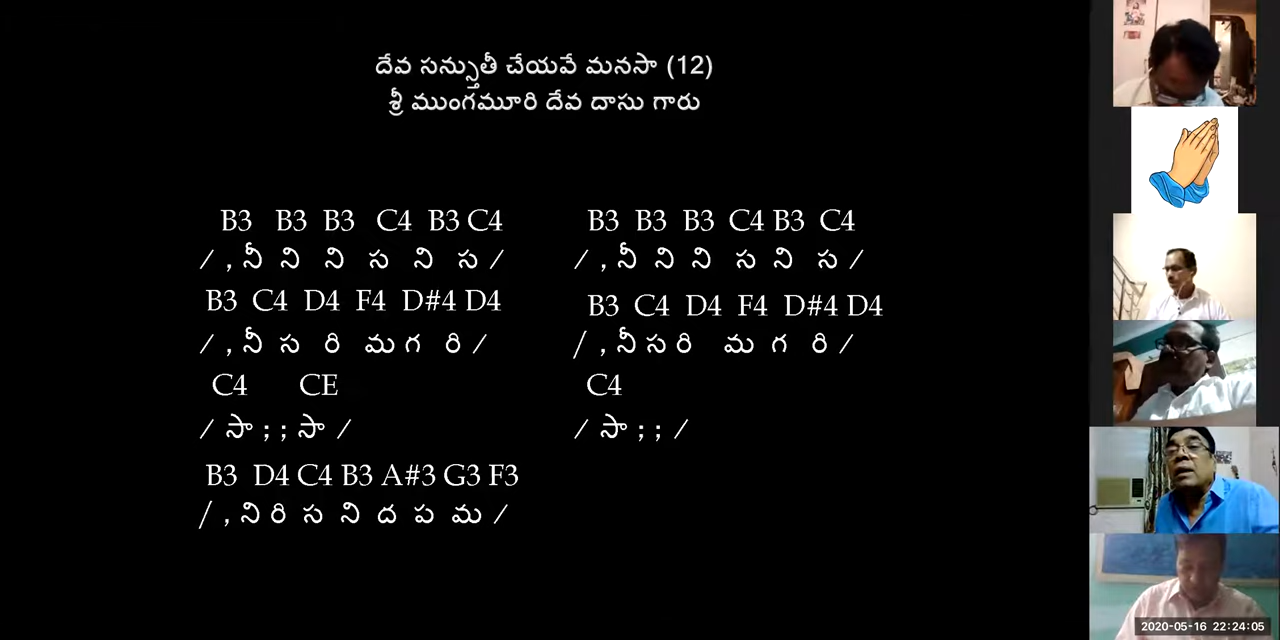 దేవ సన్స్తుతీ చేయవే మనసా (12)
శ్రీ ముంగమూరి దేవ దాసు గారు
B3 B3 B3 C4 B3 C4
/ , నీ ని ని స ని స /
B3 C4 D4 F4 D#4 D4
/ , నీ స రి మ గ రి /
C4 CE
/ సా ; ; సా /
B3 D4 C4 B3 A#3 G3 F3
/ , ని రి స ని ద ప మ /
B3 B3 B3 C4 B3 C4
/ , నీ ని ని స ని స /
B3 C4 D4 F4 D#4 D4
/ , నీ స రి మ గ రి /
C4
/ సా ; ; /
2020-05-16 22:24:05